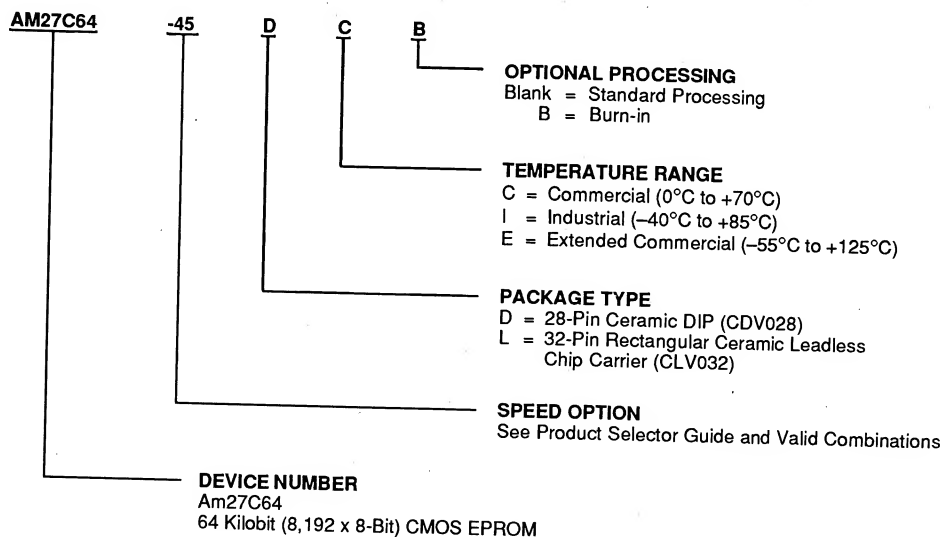 AM27C64 -45 D C B
OPTIONAL PROCESSING
Blank = Standard Processing
B = Burn-in
TEMPERATURE RANGE
C = Commercial (0°C to +70°C)
I = Industrial (–40°C to +85°C)
E = Extended Commercial (–55°C to +125°C)
PACKAGE TYPE
D = 28-Pin Ceramic DIP (CDV028)
L = 32-Pin Rectangular Ceramic Leadless
Chip Carrier (CLV032)
SPEED OPTION
See Product Selector Guide and Valid Combinations
DEVICE NUMBER
Am27C64
64 Kilobit (8,192 x 8-Bit) CMOS EPROM